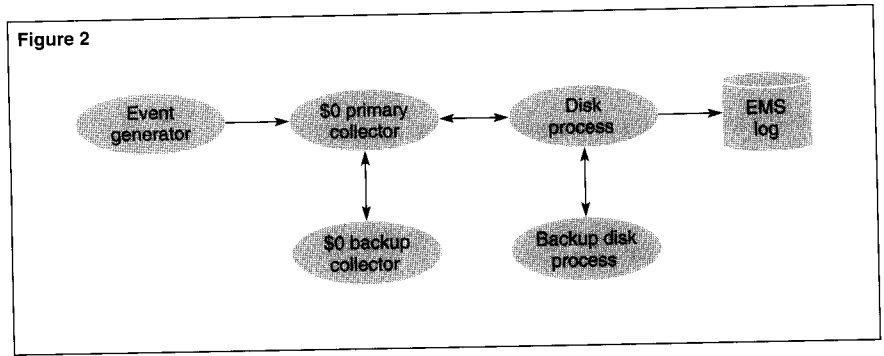 Figure 2
Event
generator
$0 primary
collector
Disk
process
EMS
log
$0 backup
collector
Backup disk
process